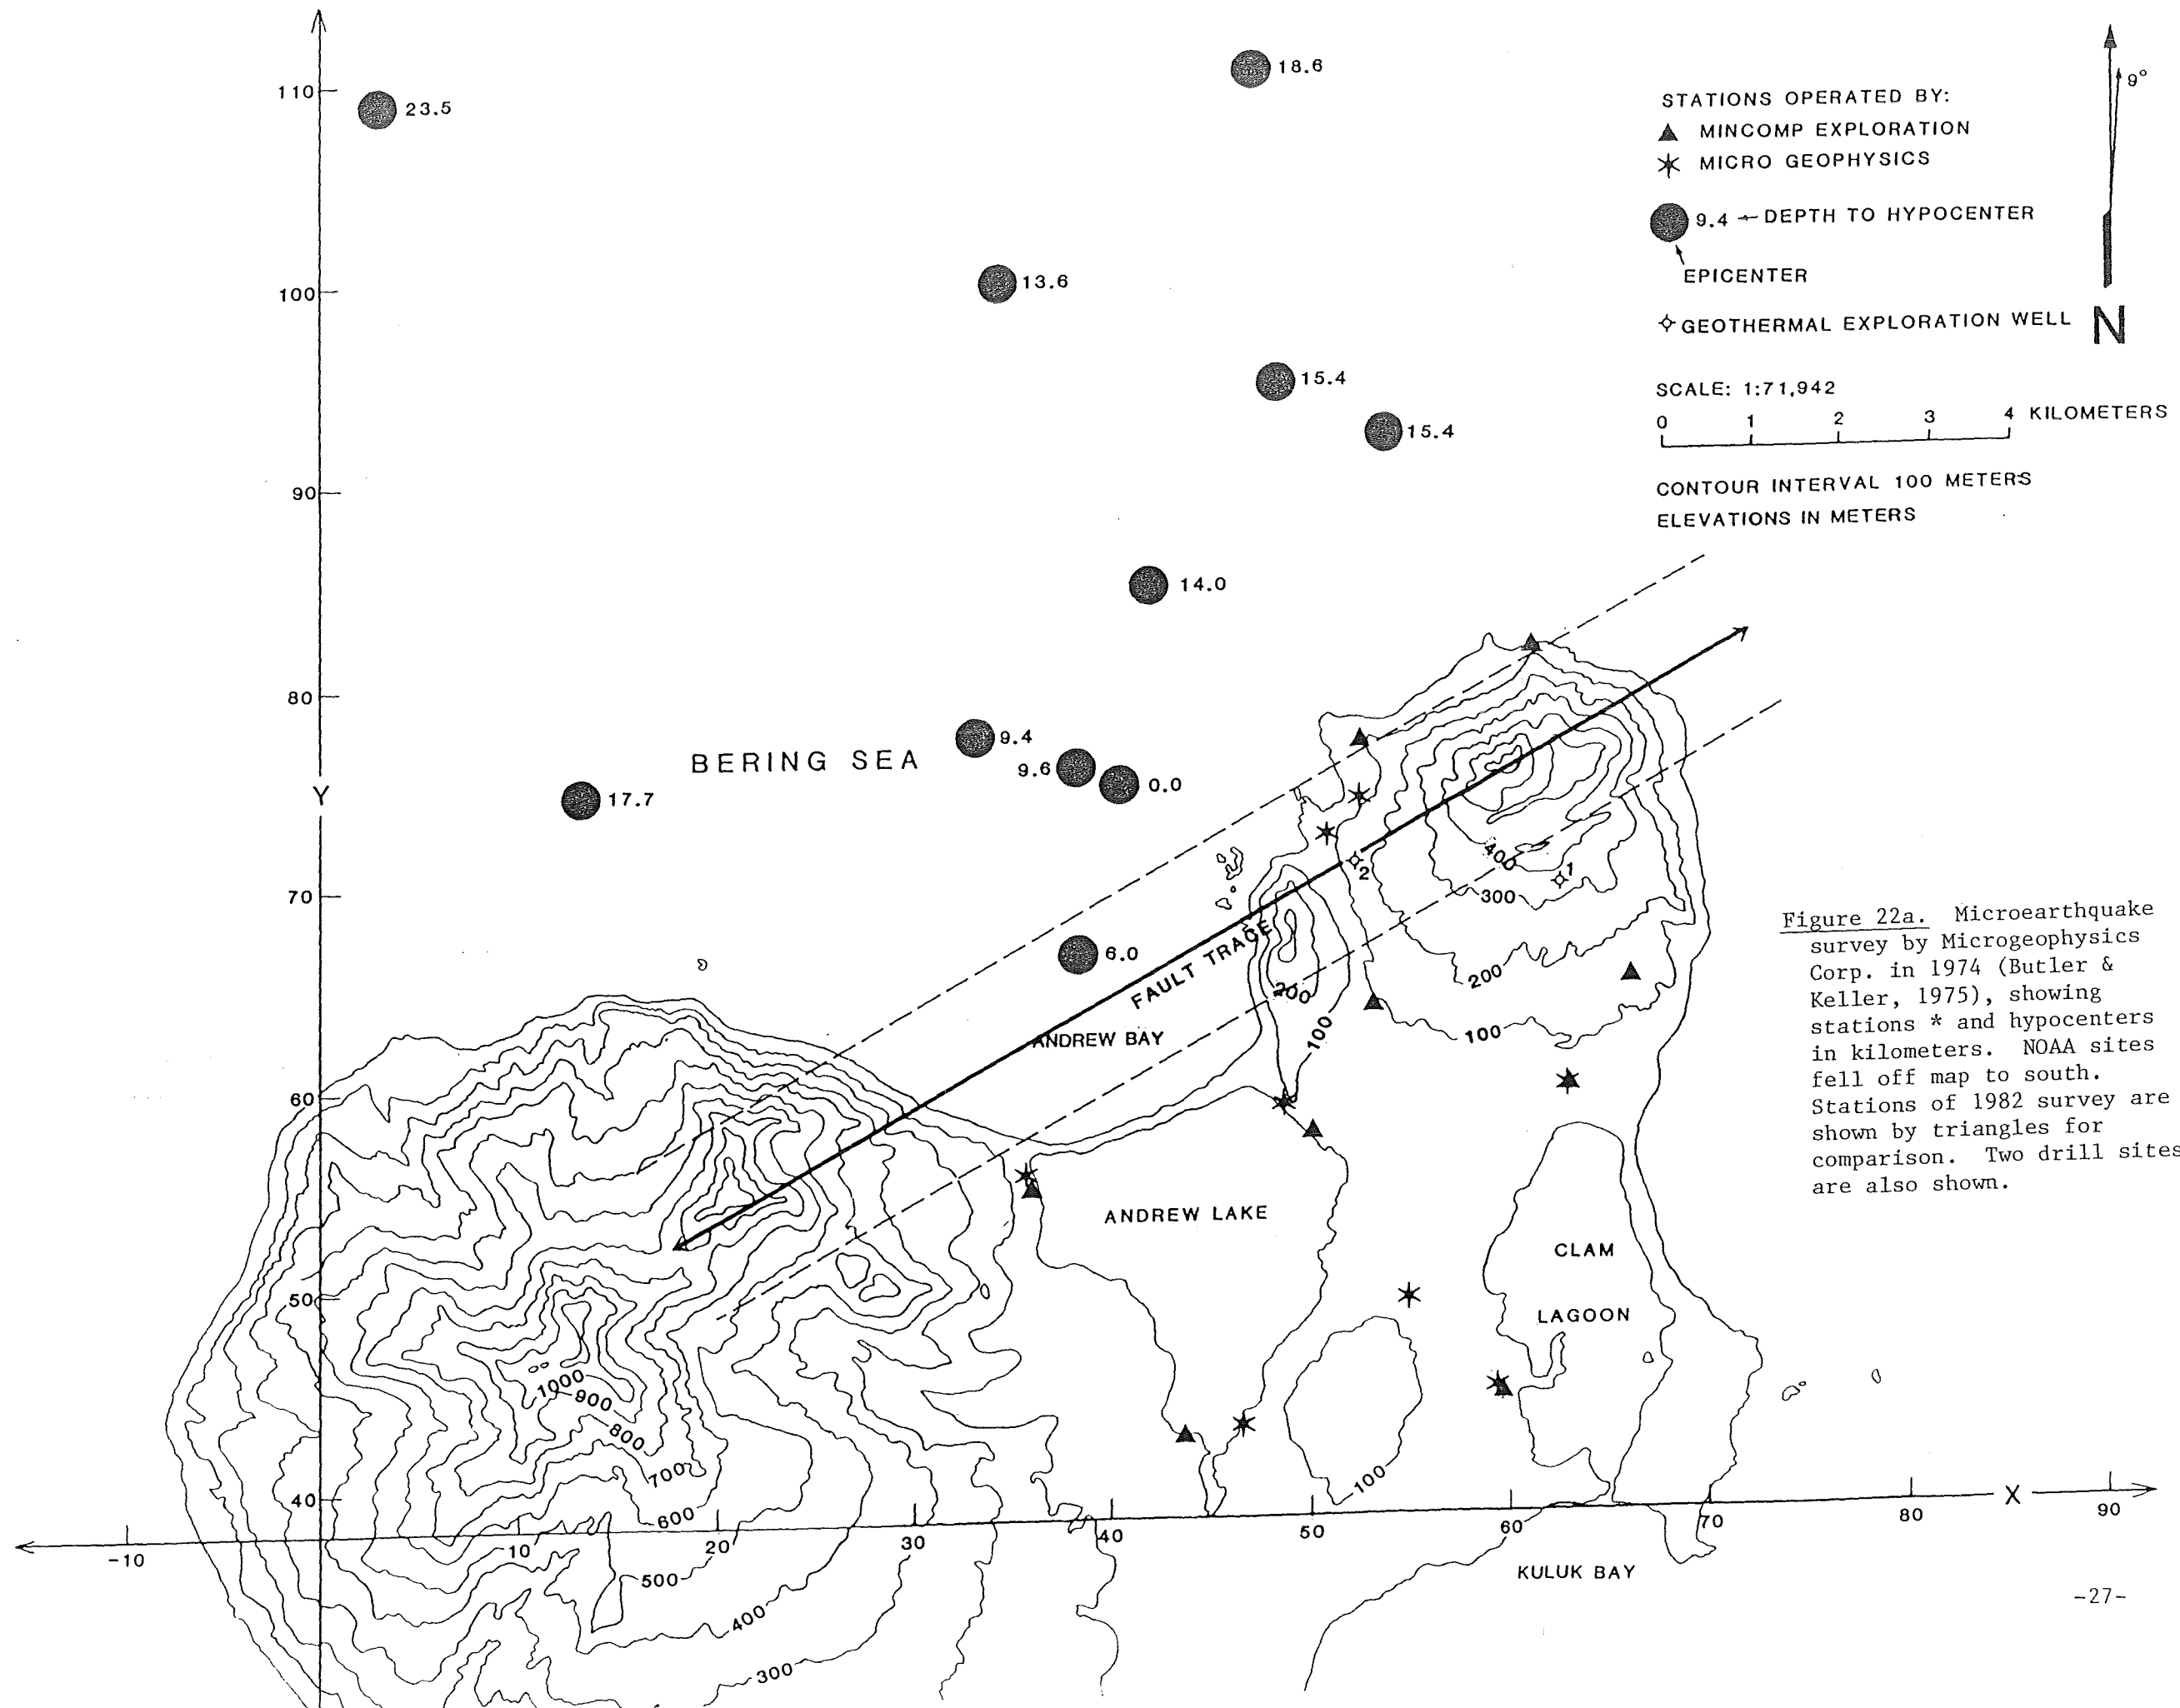 110
23.5
18.6
STATIONS OPERATED BY:
MINCOMP EXPLORATION
MICRO GEOPHYSICS
9.4 ← DEPTH TO HYPOCENTER
EPICENTER
GEOTHERMAL EXPLORATION WELL
9°
N
100
13.6
15.4
15.4
SCALE: 1:71,942
0 1 2 3 4 KILOMETERS
CONTOUR INTERVAL 100 METERS
ELEVATIONS IN METERS
90
14.0
80
BERING SEA
9.4
9.6
0.0
Y
17.7
70
6.0
FAULT TRACE
ANDREW BAY
2
1
400
300
200
100
200
100
Figure 22a. Microearthquake
survey by Microgeophysics
Corp. in 1974 (Butler &
Keller, 1975), showing
stations * and hypocenters
in kilometers. NOAA sites
fell off map to south.
Stations of 1982 survey are
shown by triangles for
comparison. Two drill sites
are also shown.
60
ANDREW LAKE
CLAM
LAGOON
50
1000
900
800
700
600
500
400
300
100
40
-10
10
20
30
40
50
60
70
80
X
90
KULUK BAY
-27-